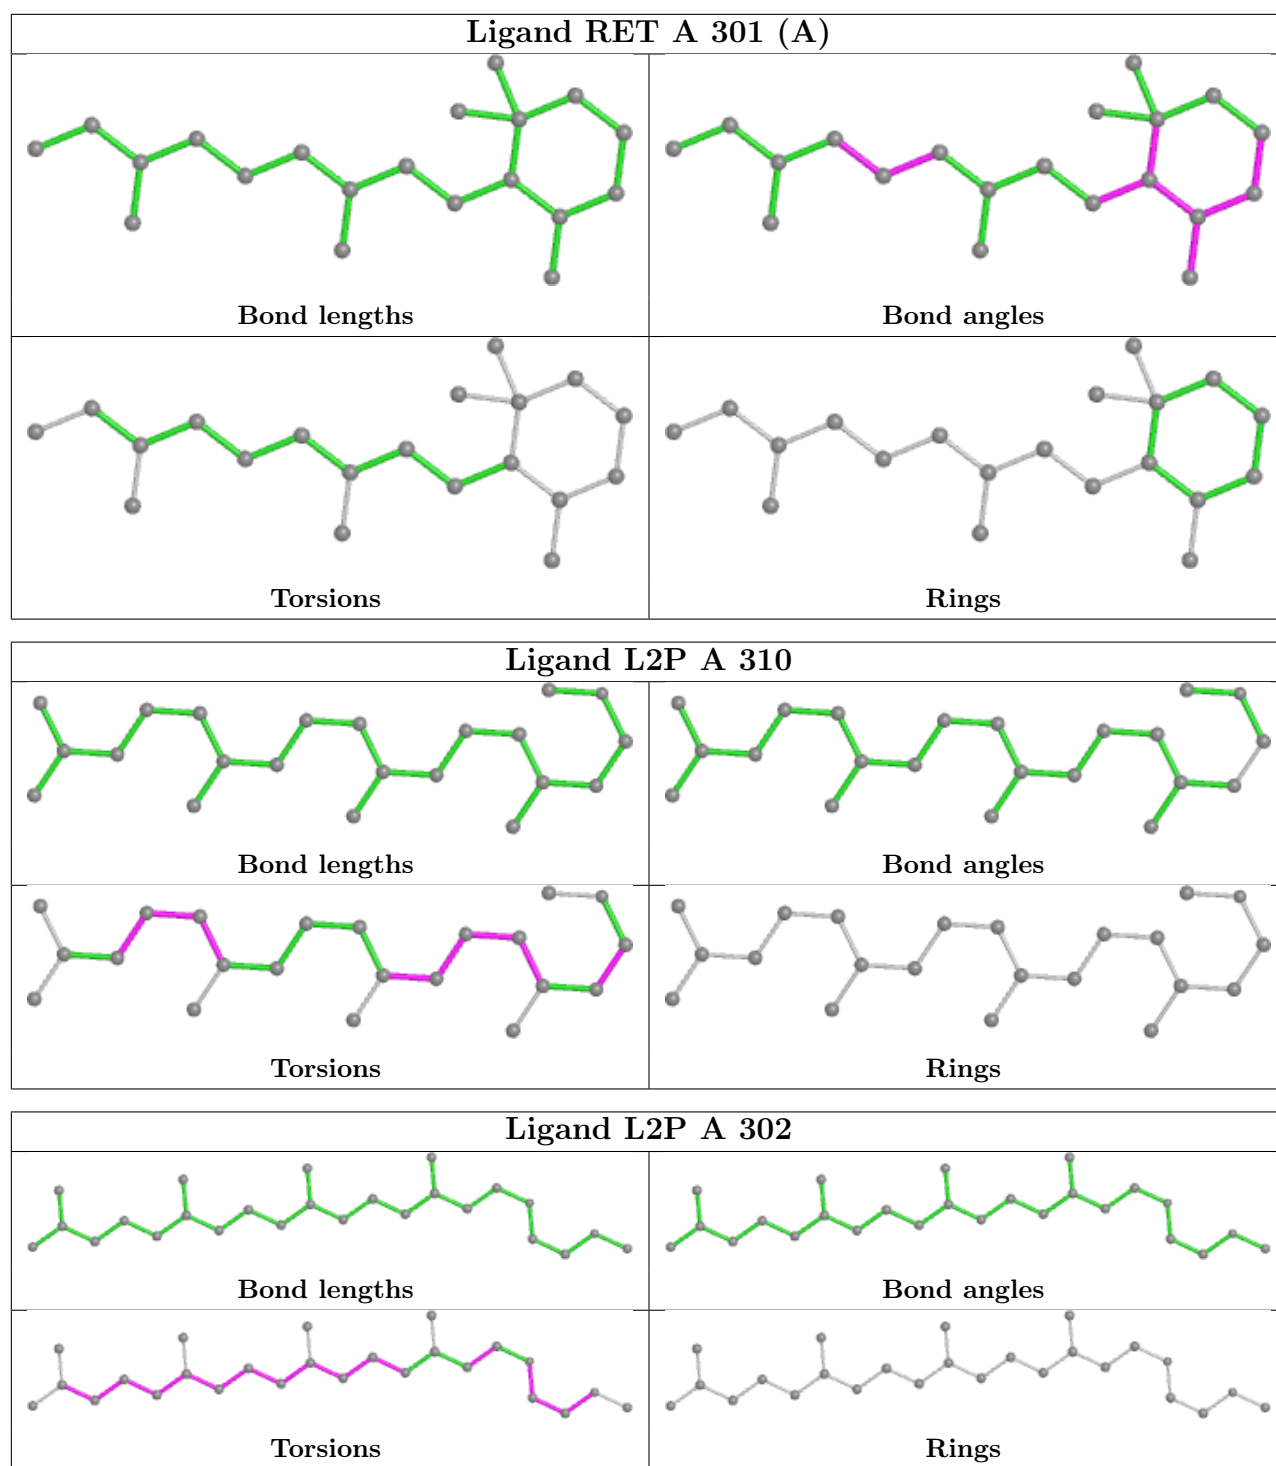 Ligand RET A 301 (A)
Bond lengths
Bond angles
Torsions
Rings
Ligand L2P A 310
Bond lengths
Bond angles
Torsions
Rings
Ligand L2P A 302
Bond lengths
Bond angles
Torsions
Rings